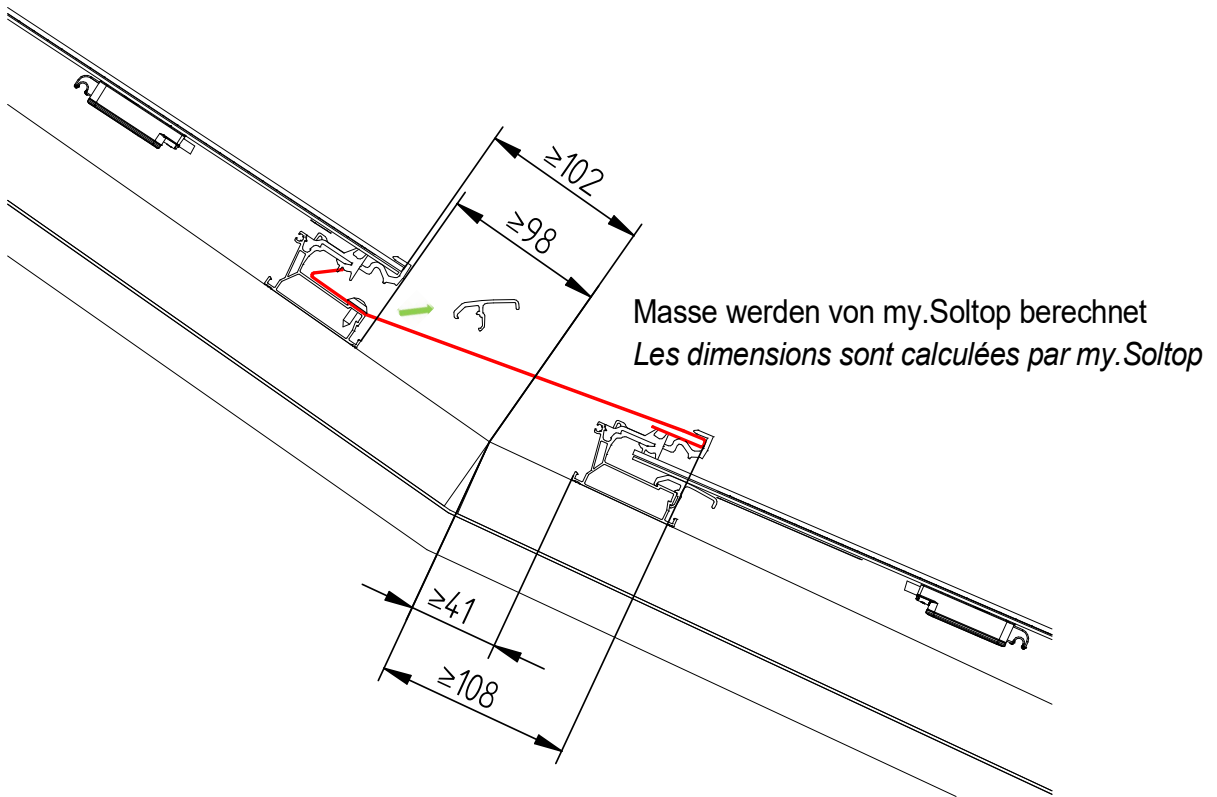 ≥102
≥98
Masse werden von my.Soltop berechnet
Les dimensions sont calculées par my.Soltop
≥41
≥108